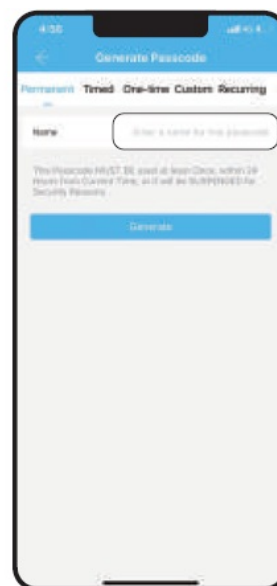 4:55
Generate Passcode
Permanent Timed One-time Custom Recurring
Name Enter a name for this passcode
This Passcode MUST BE used at least Once, within 24
Hours from Current Time, or it will be SUSPENDED for
Security Reasons.
Generate